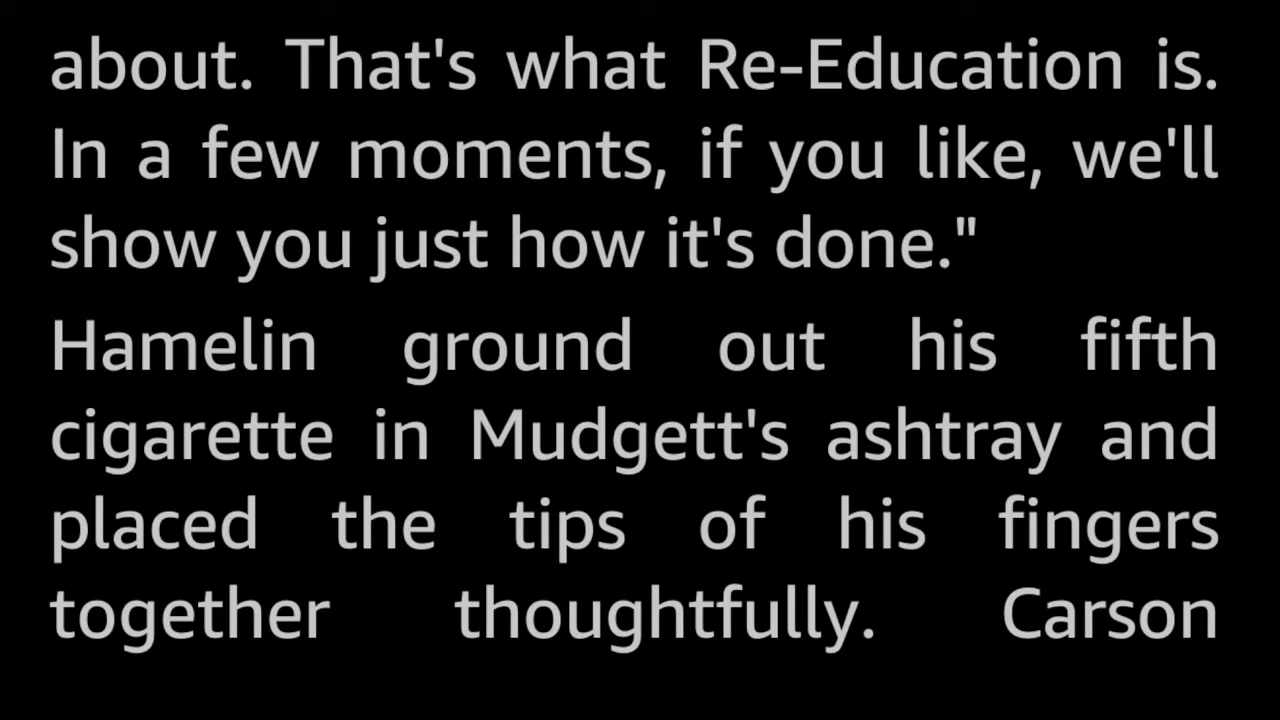 about. That's what Re-Education is.
In a few moments, if you like, we'll
show you just how it's done."
Hamelin ground out his fifth
cigarette in Mudgett's ashtray and
placed the tips of his fingers
together thoughtfully. Carson